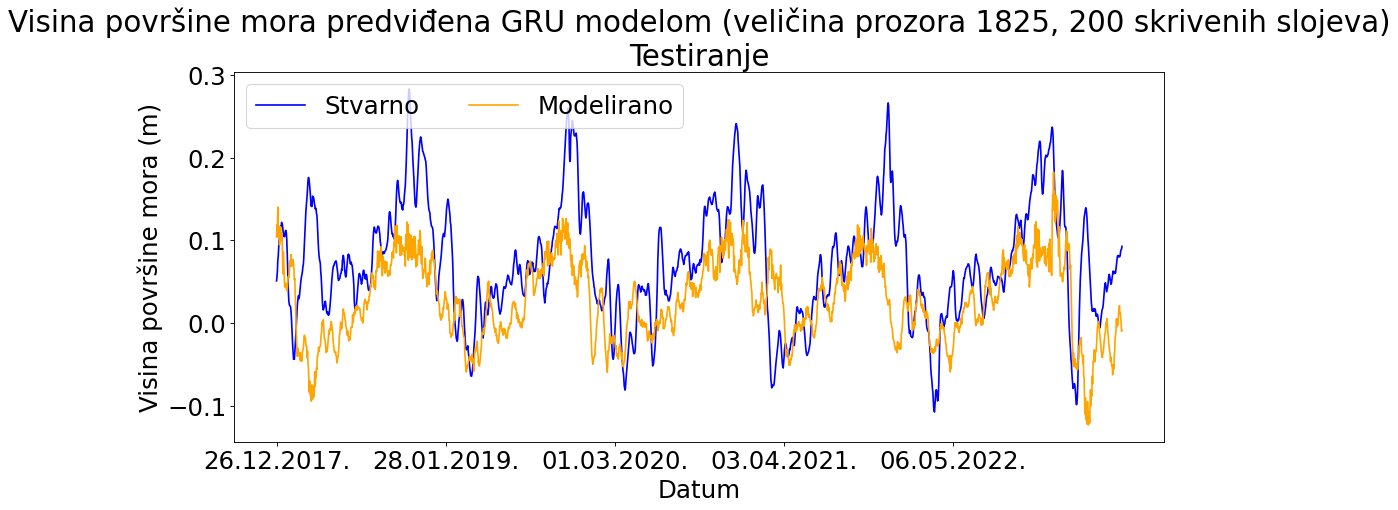 Visina površine mora predviđena GRU modelom (veličina prozora 1825, 200 skrivenih slojeva)
Testiranje
Stvarno Modelirano
Visina površine mora (m)
0.3
0.2
0.1
0.0
−0.1
26.12.2017. 28.01.2019. 01.03.2020. 03.04.2021. 06.05.2022.
Datum